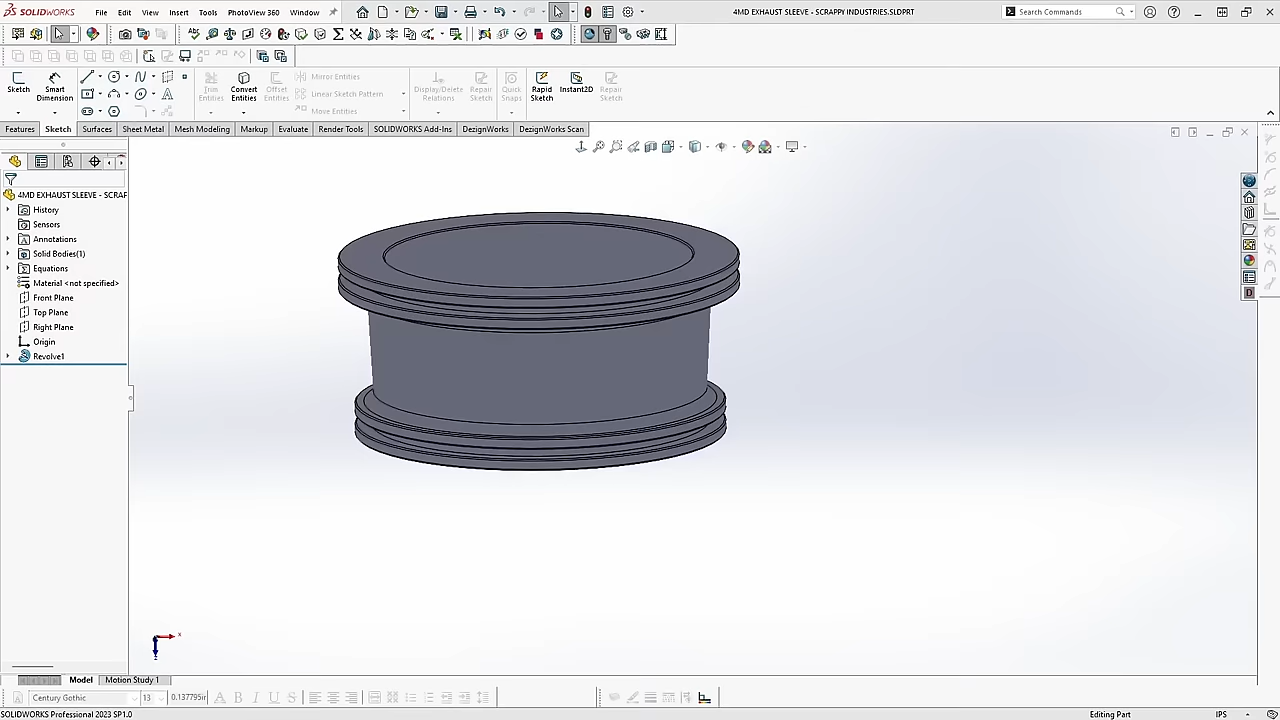 SOLIDWORKS File Edit View Insert Tools PhotoView 360 Window 4MD EXHAUST SLEEVE - SCRAPPY INDUSTRIES.SLDPRT Search Commands
Sketch Smart Dimension Trim Entities Convert Entities Offset Entities Mirror Entities Linear Sketch Pattern Move Entities Display/Delete Relations Repair Sketch Quick Snaps Rapid Sketch Instant2D Repair Sketch
Features Sketch Surfaces Sheet Metal Mesh Modeling Markup Evaluate Render Tools SOLIDWORKS Add-Ins DezignWorks DezignWorks Scan
4MD EXHAUST SLEEVE - SCRAP
History
Sensors
Annotations
Solid Bodies(1)
Equations
Material <not specified>
Front Plane
Top Plane
Right Plane
Origin
Revolve1
x
Model Motion Study 1
Century Gothic 13 0.137795in A B I U S
SOLIDWORKS Professional 2023 SP1.0 Editing Part IPS